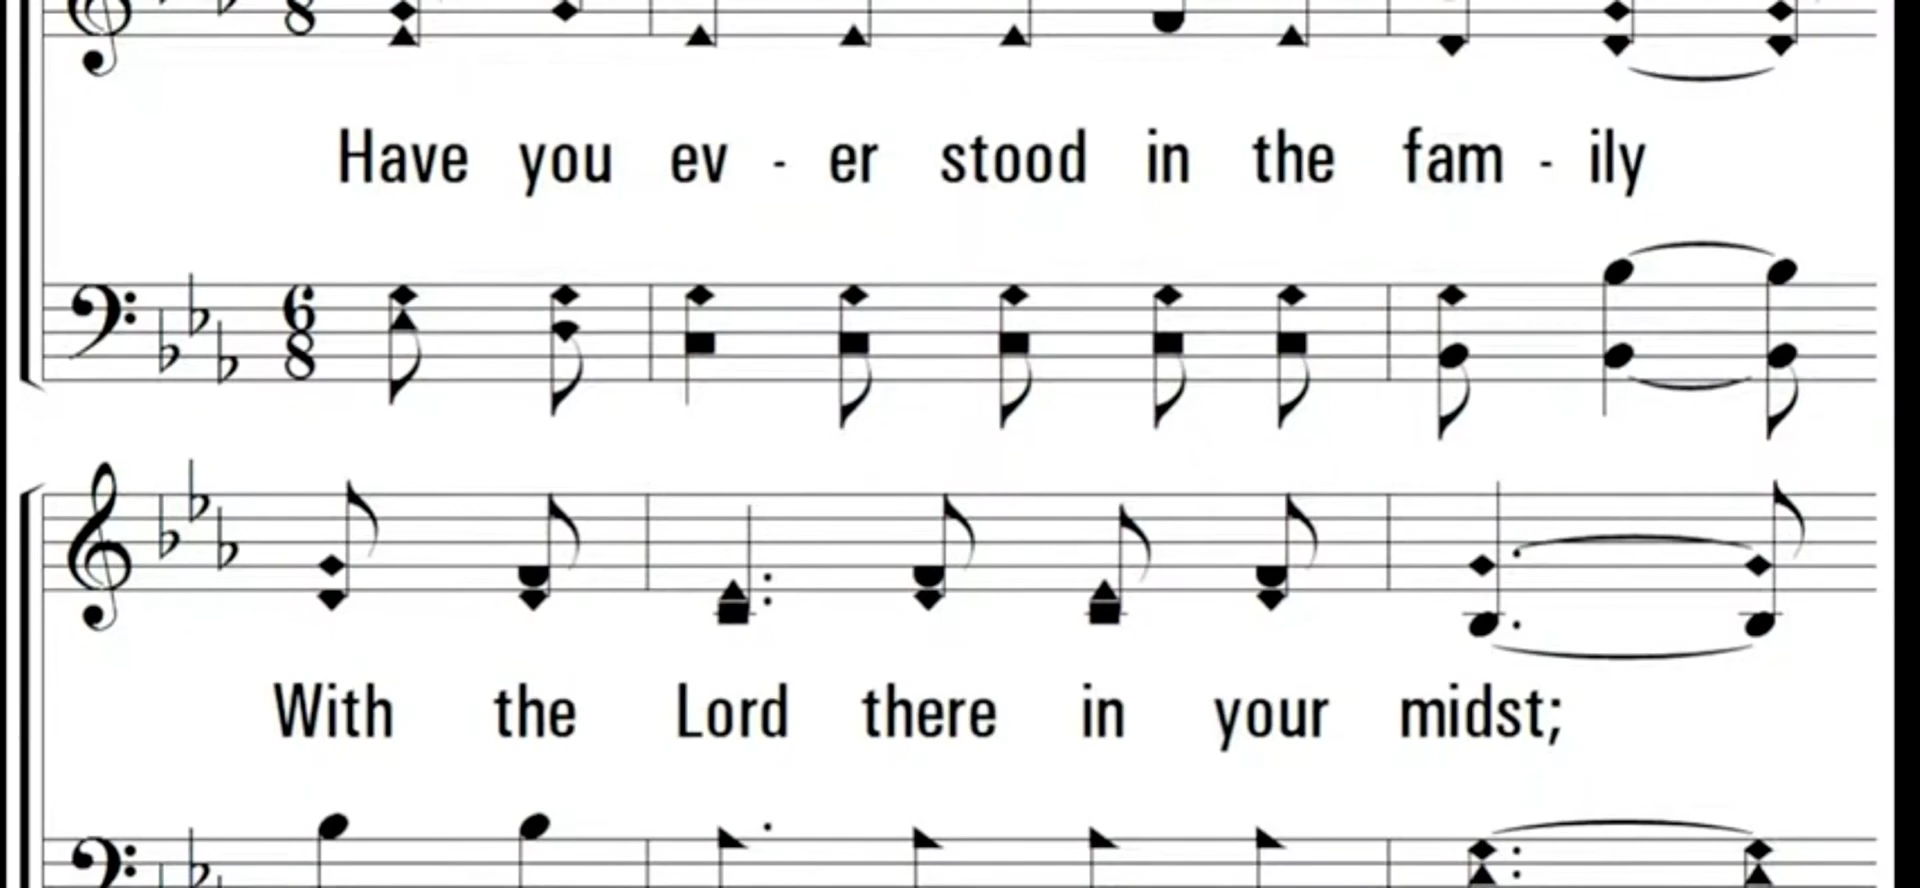 Have you ev - er stood in the fam - ily
With the Lord there in your midst;